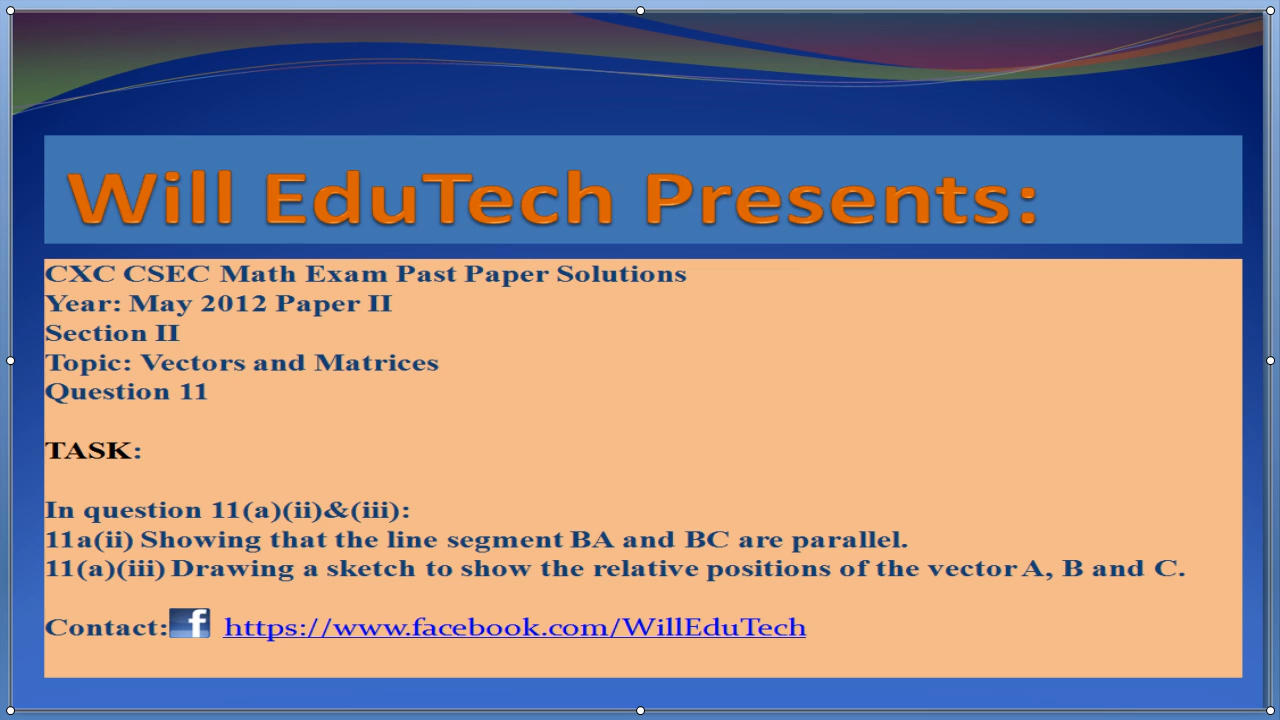 Will EduTech Presents:
CXC CSEC Math Exam Past Paper Solutions
Year: May 2012 Paper II
Section II
Topic: Vectors and Matrices
Question 11
TASK:
In question 11(a)(ii)&(iii):
11a(ii) Showing that the line segment BA and BC are parallel.
11(a)(iii) Drawing a sketch to show the relative positions of the vector A, B and C.
Contact: f https://www.facebook.com/WillEduTech